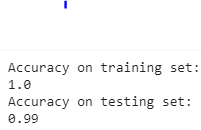 Accuracy on training set:
1.0
Accuracy on testing set:
0.99